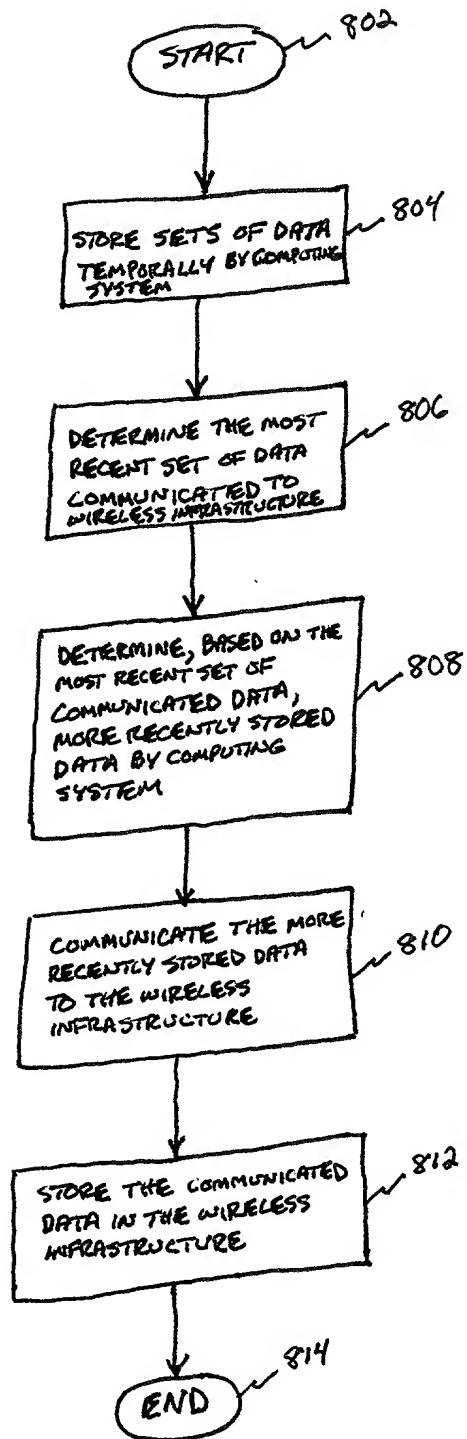 START
802
STORE SETS OF DATA
TEMPORALLY BY COMPUTING
SYSTEM
804
DETERMINE THE MOST
RECENT SET OF DATA
COMMUNICATED TO
WIRELESS INFRASTRUCTURE
806
DETERMINE, BASED ON THE
MOST RECENT SET OF
COMMUNICATED DATA,
MORE RECENTLY STORED
DATA BY COMPUTING
SYSTEM
808
COMMUNICATE THE MORE
RECENTLY STORED DATA
TO THE WIRELESS
INFRASTRUCTURE
810
STORE THE COMMUNICATED
DATA IN THE WIRELESS
INFRASTRUCTURE
812
END
814